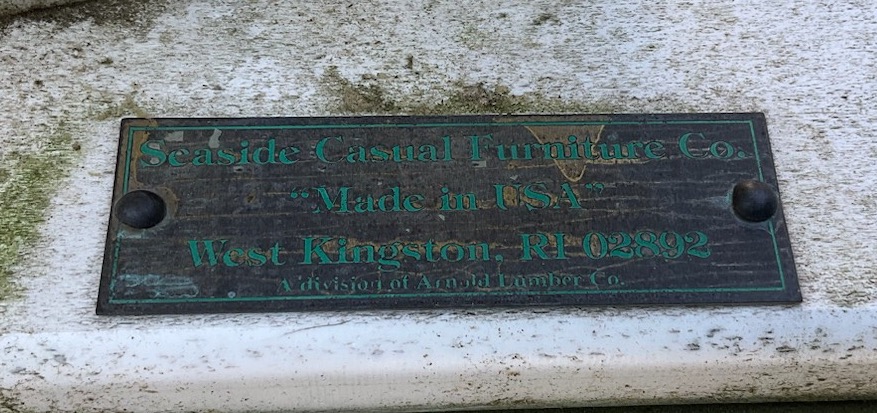 Seaside Casual Furniture Co.
“Made in USA”
West Kingston, RI 02892
A division of Arnold Lumber Co.